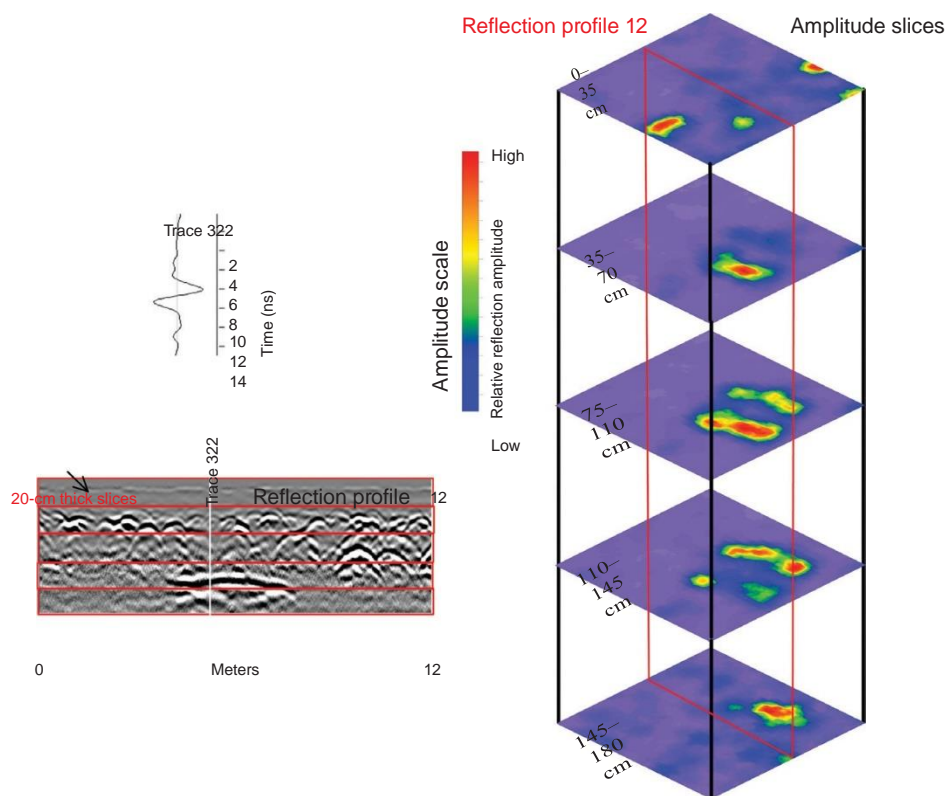 Reflection profile 12
Amplitude slices
0–
35
cm
High
Amplitude scale
Relative reflection amplitude
Low
Trace 322
2
4
6
8
10
12
14
Time (ns)
35–
70
cm
75–
110
cm
110–
145
cm
145–
180
cm
Trace 322
20-cm thick slices
Reflection profile
12
0
Meters
12